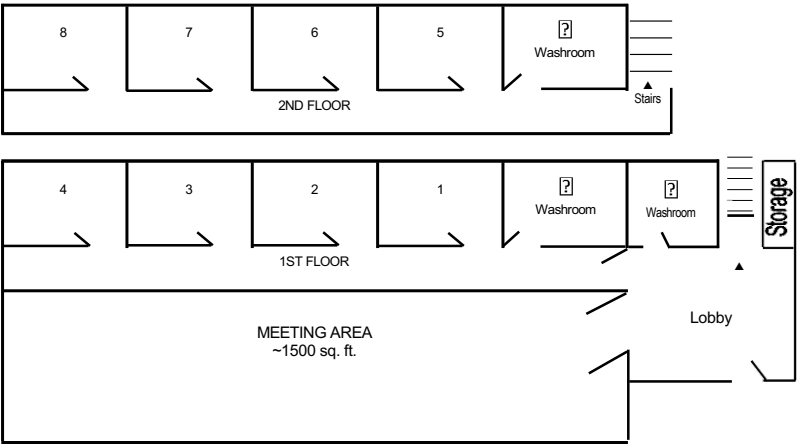 8
7
6
5
?
Washroom
Stairs
2ND FLOOR
4
3
2
1
?
Washroom
?
Washroom
Storage
1ST FLOOR
Lobby
MEETING AREA
~1500 sq. ft.